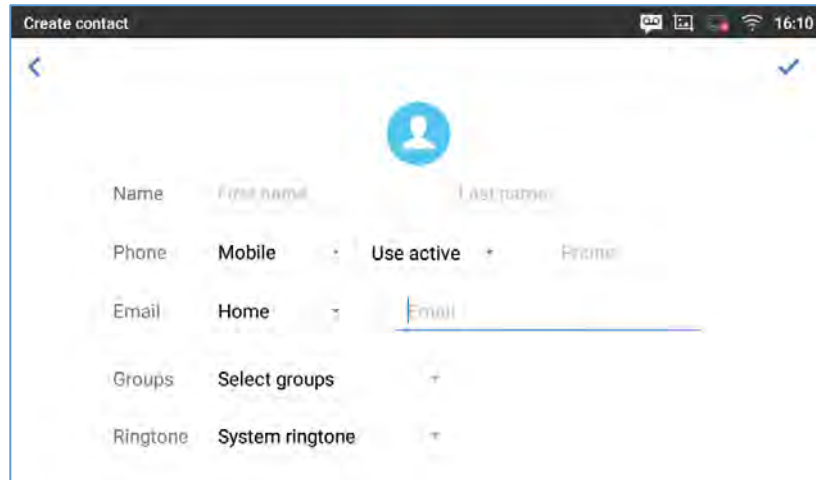 Create contact 16:10
Name First name Last name
Phone Mobile Use active Phone
Email Home Email
Groups Select groups
Ringtone System ringtone